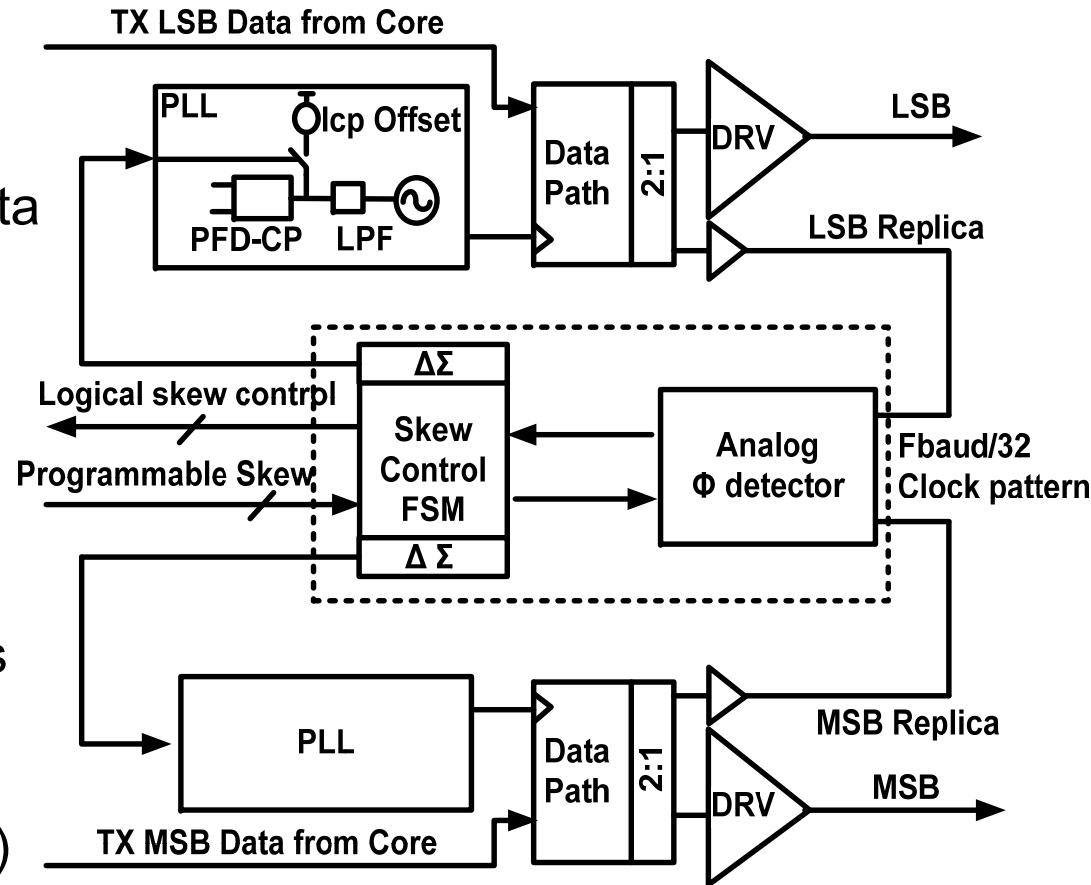 TX LSB Data from Core
PLL
Icp Offset
PFD-CP
LPF
Data
Path
2:1
DRV
LSB
LSB Replica
ta
ΔΣ
Logical skew control
Programmable Skew
Skew
Control
FSM
Δ Σ
Analog
Φ detector
Fbaud/32
Clock pattern
s
PLL
Data
Path
2:1
MSB Replica
DRV
MSB
TX MSB Data from Core
)